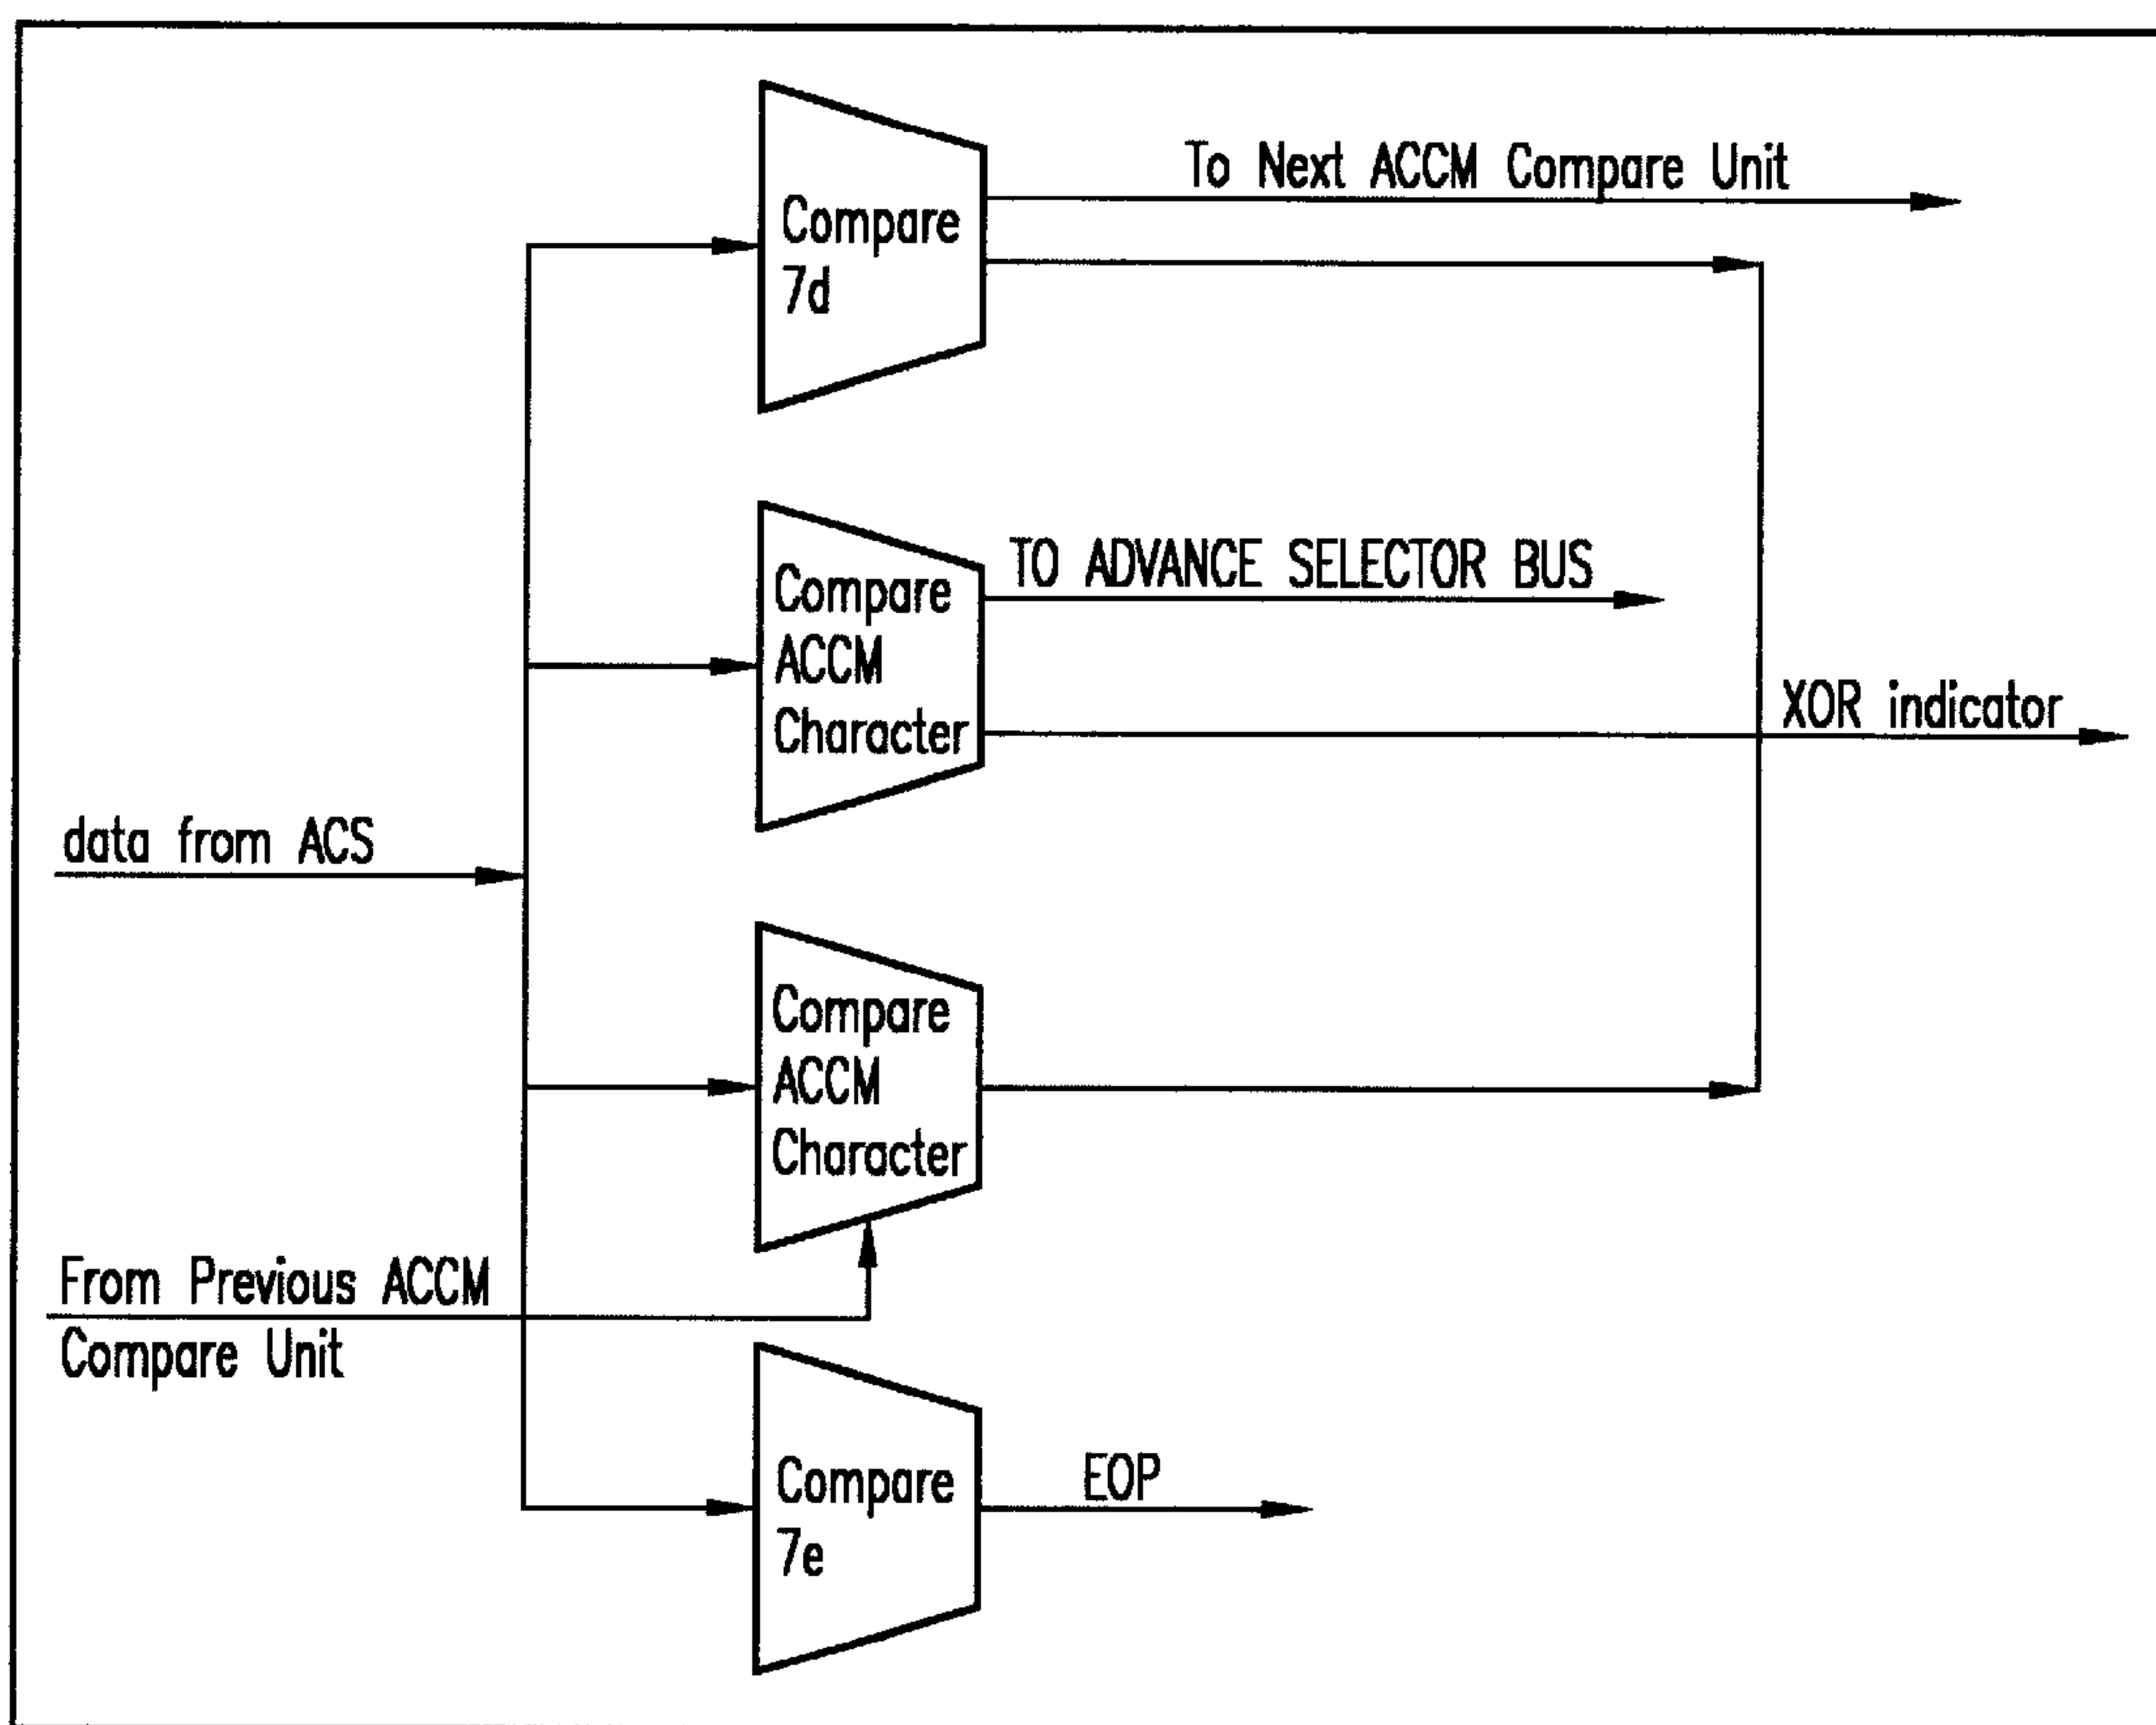 To Next ACCM Compare Unit
Compare
7d
TO ADVANCE SELECTOR BUS
Compare
ACCM
Character
XOR indicator
data from ACS
Compare
ACCM
Character
From Previous ACCM
Compare Unit
Compare
7e
EOP